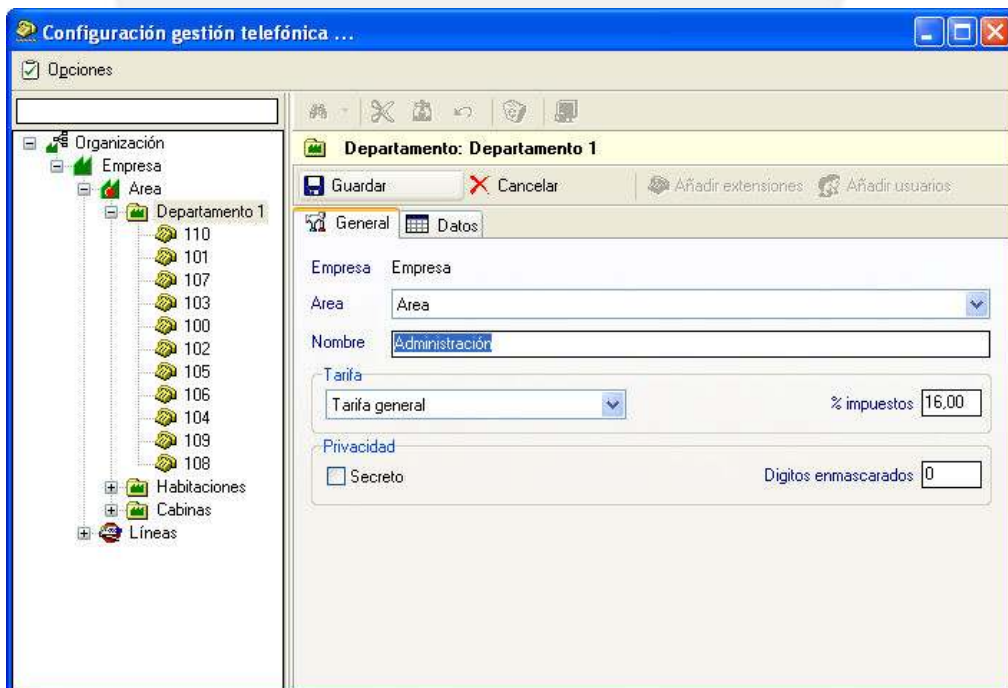 Configuración gestión telefónica ...
Opciones
Organización
Empresa
Area
Departamento 1
110
101
107
103
100
102
105
106
104
109
108
Habitaciones
Cabinas
Líneas
Departamento: Departamento 1
Guardar Cancelar Añadir extensiones Añadir usuarios
General Datos
Empresa Empresa
Area Area
Nombre Administración
Tarifa
Tarifa general % impuestos 16,00
Privacidad
Secreto Digitos enmascarados 0